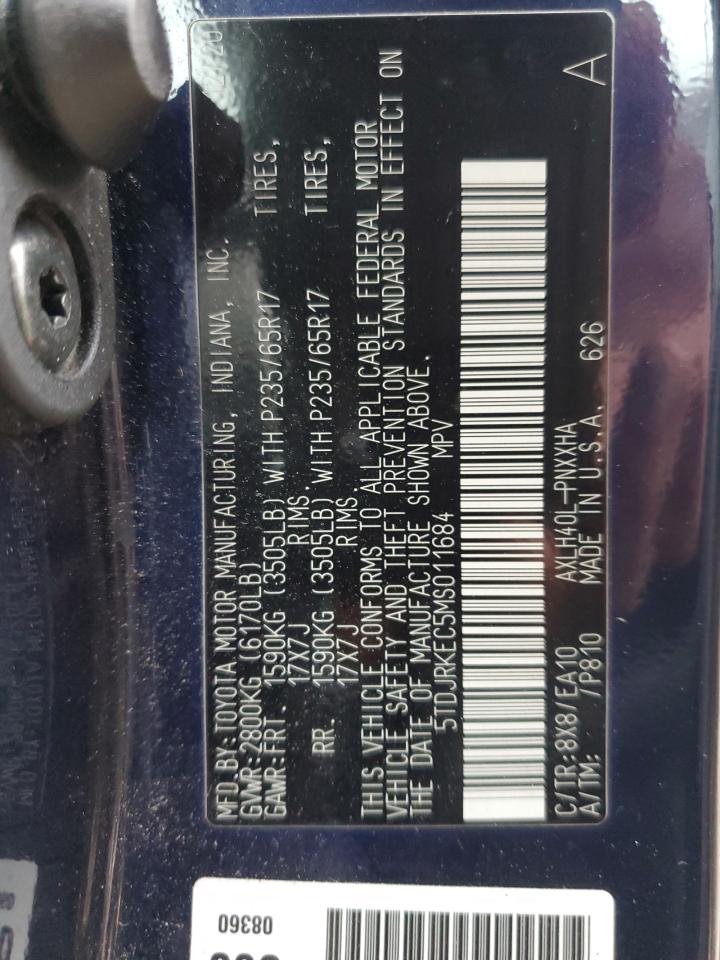 MFD.BY:TOYOTA MOTOR MANUFACTURING, INDIANA, INC.
GVWR:2800KG (6170LB)
GAWR:FRT. 1590KG (3505LB) WITH P235/65R17 TIRES,
17X7J RIMS.
RR. 1590KG (3505LB) WITH P235/65R17 TIRES,
17X7J RIMS
THIS VEHICLE CONFORMS TO ALL APPLICABLE FEDERAL MOTOR
VEHICLE SAFETY AND THEFT PREVENTION STANDARDS IN EFFECT ON
THE DATE OF MANUFACTURE SHOWN ABOVE.
5TDJRKEC5MS011684 MPV
C/TR:8X8/EA10 AXLH40L-PNXXHA A
A/TM: /P810 MADE IN U.S.A. 626
08360